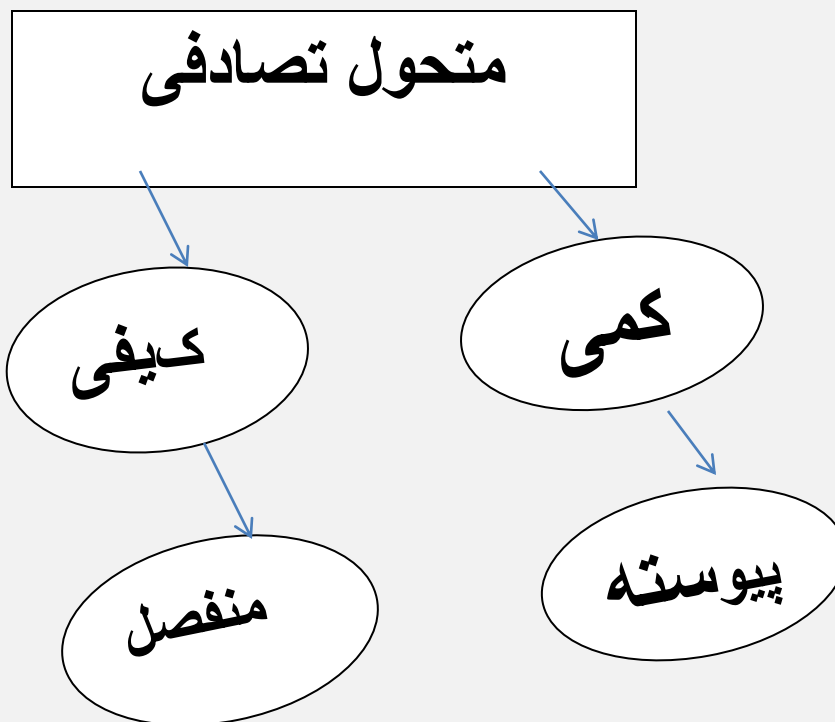 متحول تصادفی
کمی
کیفی
پیوسته
منفصل